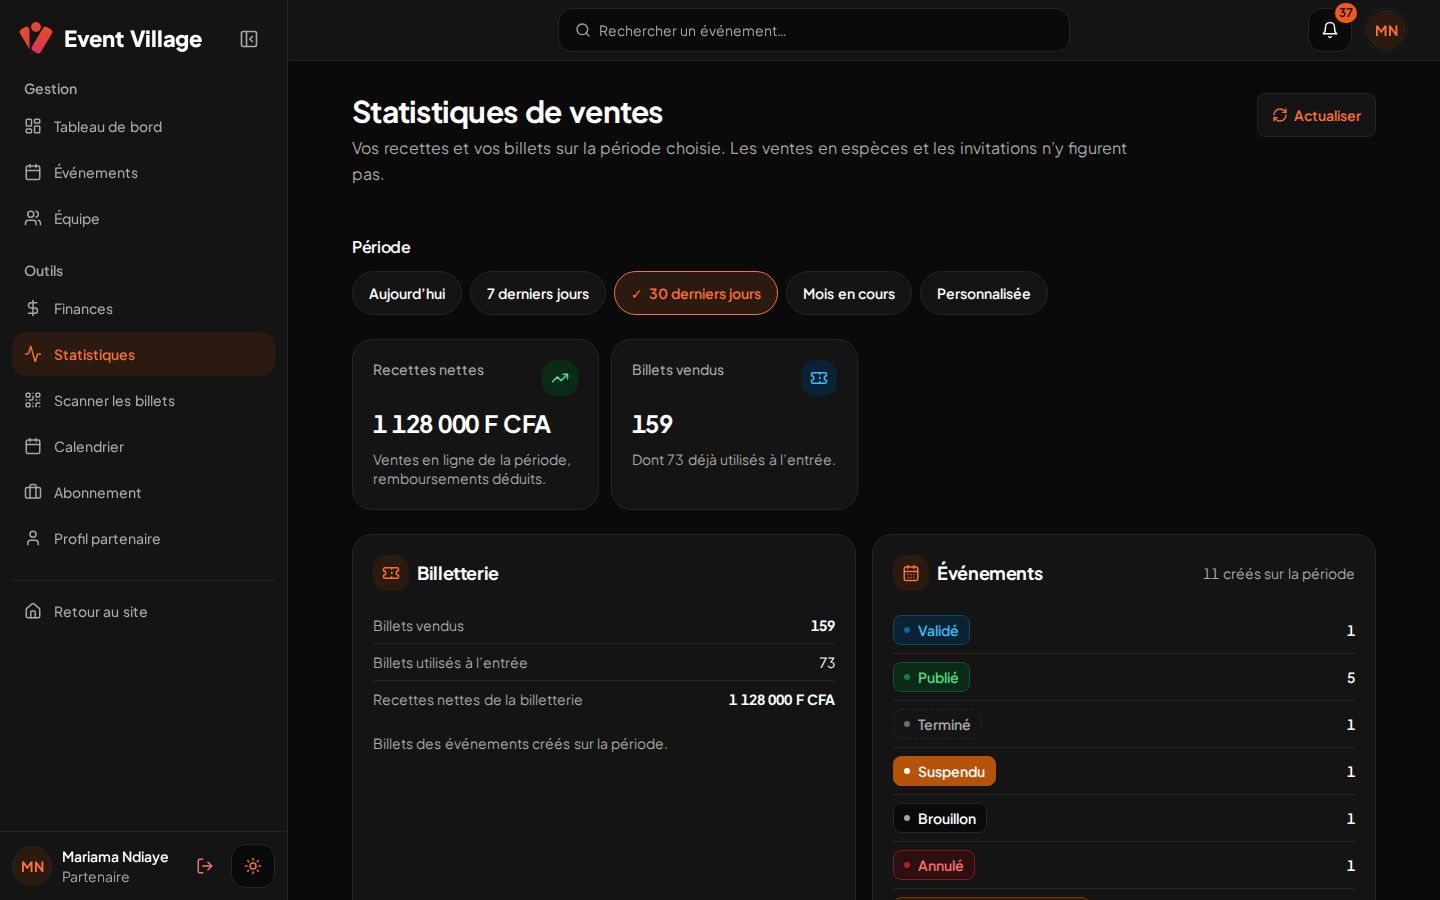 Event Village
Rechercher un événement...
37
MN
Gestion
Tableau de bord
Événements
Équipe
Outils
Finances
Statistiques
Scanner les billets
Calendrier
Abonnement
Profil partenaire
Retour au site
MN
Mariama Ndiaye
Partenaire
Statistiques de ventes
Actualiser
Vos recettes et vos billets sur la période choisie. Les ventes en espèces et les invitations n’y figurent
pas.
Période
Aujourd’hui
7 derniers jours
✓ 30 derniers jours
Mois en cours
Personnalisée
Recettes nettes
1 128 000 F CFA
Ventes en ligne de la période,
remboursements déduits.
Billets vendus
159
Dont 73 déjà utilisés à l’entrée.
Billetterie
Billets vendus 159
Billets utilisés à l’entrée 73
Recettes nettes de la billetterie 1 128 000 F CFA
Billets des événements créés sur la période.
Événements 11 créés sur la période
Validé 1
Publié 5
Terminé 1
Suspendu 1
Brouillon 1
Annulé 1